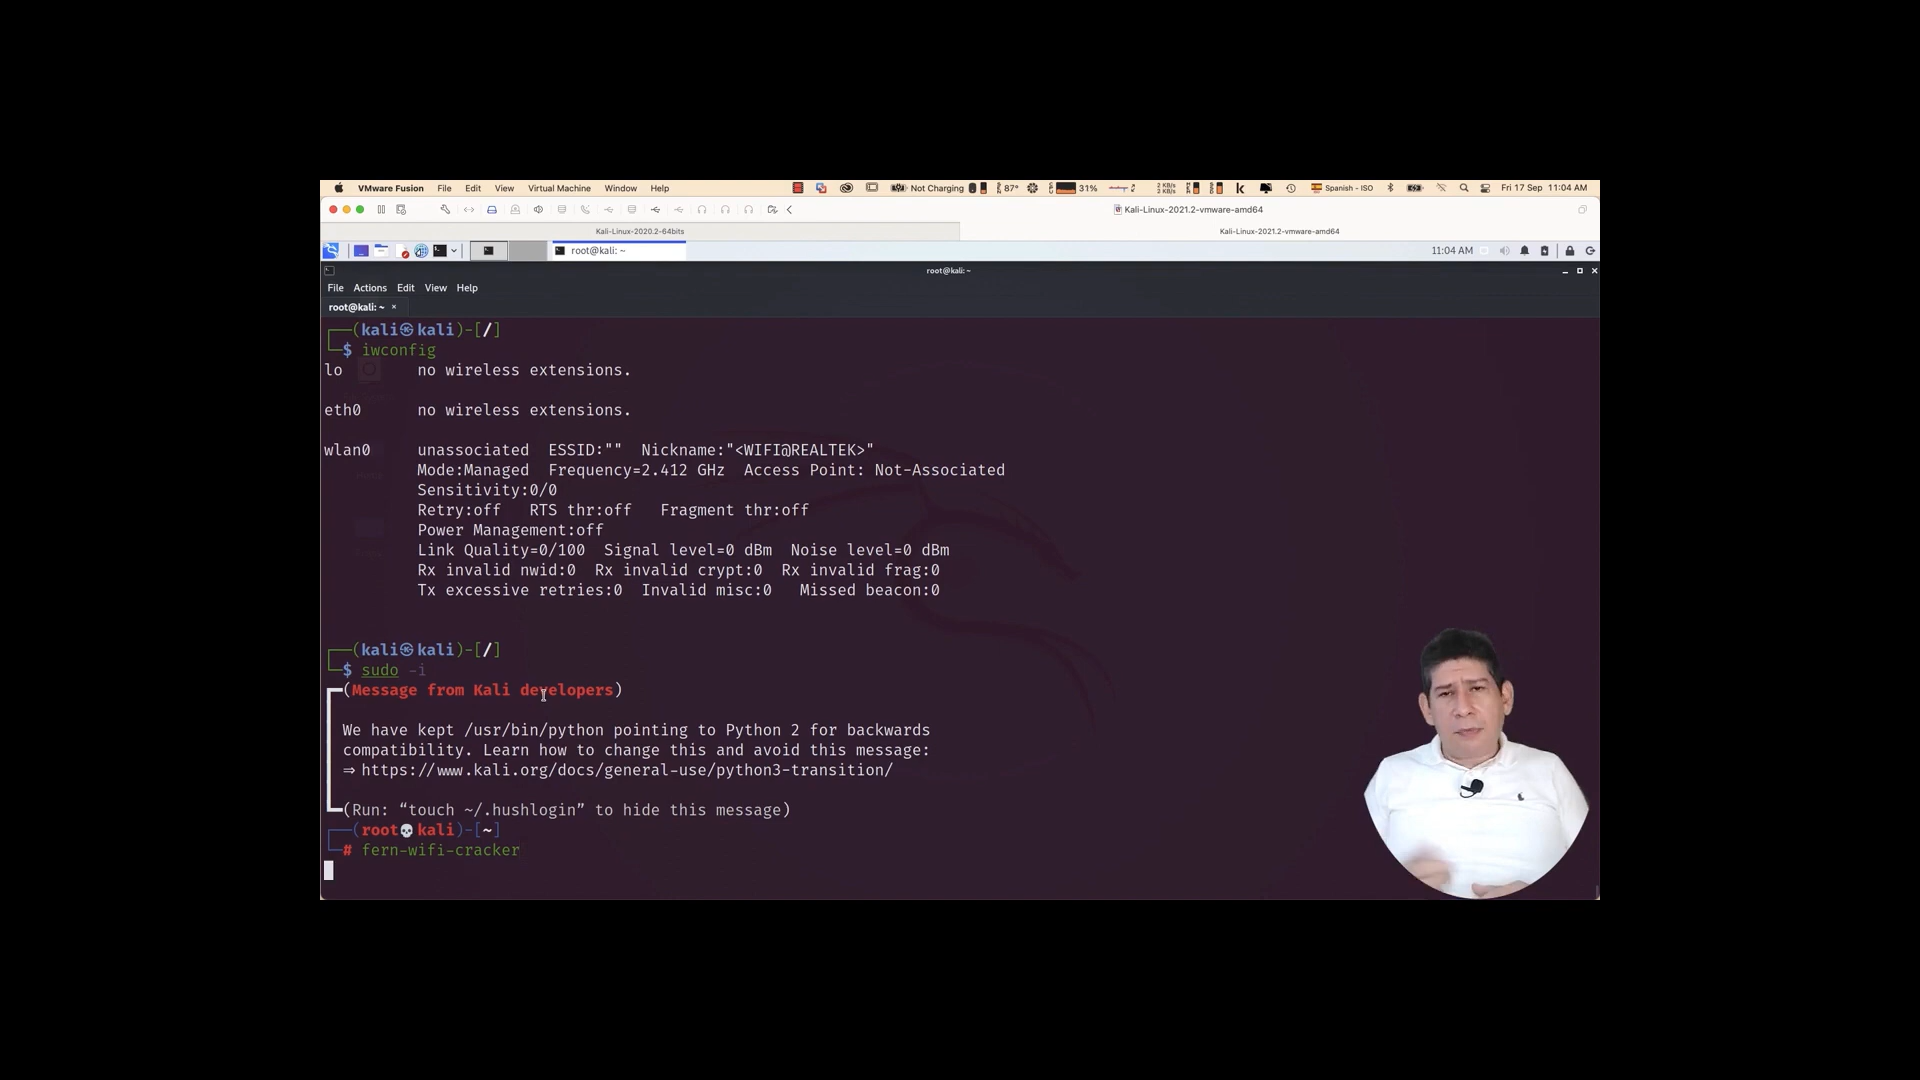 VMware Fusion File Edit View Virtual Machine Window Help Not Charging 87° 31% 2 KB/s 2 KB/s Spanish - ISO Fri 17 Sep 11:04 AM
Kali-Linux-2021.2-vmware-amd64
Kali-Linux-2020.2-64bits Kali-Linux-2021.2-vmware-amd64
root@kali: ~ 11:04 AM
root@kali: ~
File Actions Edit View Help
root@kali: ~ ×
(kali㉿kali)-[/]
$ iwconfig
lo no wireless extensions.
eth0 no wireless extensions.
wlan0 unassociated ESSID:"" Nickname:"<WIFI@REALTEK>"
Mode:Managed Frequency=2.412 GHz Access Point: Not-Associated
Sensitivity:0/0
Retry:off RTS thr:off Fragment thr:off
Power Management:off
Link Quality=0/100 Signal level=0 dBm Noise level=0 dBm
Rx invalid nwid:0 Rx invalid crypt:0 Rx invalid frag:0
Tx excessive retries:0 Invalid misc:0 Missed beacon:0
(kali㉿kali)-[/]
$ sudo -i
(Message from Kali developers)
We have kept /usr/bin/python pointing to Python 2 for backwards
compatibility. Learn how to change this and avoid this message:
⇒ https://www.kali.org/docs/general-use/python3-transition/
(Run: “touch ~/.hushlogin” to hide this message)
(root💀kali)-[~]
# fern-wifi-cracker